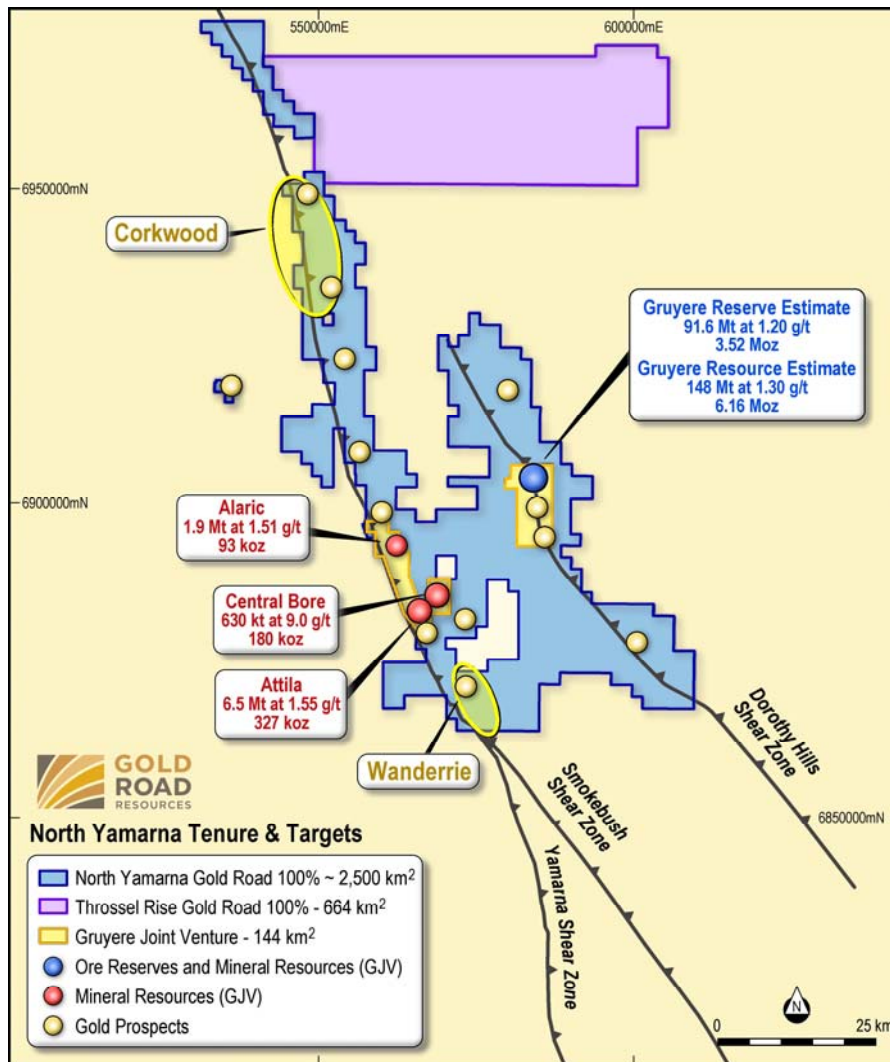 550000mE
600000mE
6950000mN
Corkwood
Gruyere Reserve Estimate
91.6 Mt at 1.20 g/t
3.52 Moz
Gruyere Resource Estimate
148 Mt at 1.30 g/t
6.16 Moz
6900000mN
Alaric
1.9 Mt at 1.51 g/t
93 koz
Central Bore
630 kt at 9.0 g/t
180 koz
Attila
6.5 Mt at 1.55 g/t
327 koz
Wanderrie
Dorothy Hills
Shear Zone
Smokebush
Shear Zone
Yamarna Shear Zone
6850000mN
GOLD
ROAD
RESOURCES
North Yamarna Tenure & Targets
North Yamarna Gold Road 100% ~ 2,500 km²
Throssel Rise Gold Road 100% - 664 km²
Gruyere Joint Venture - 144 km²
Ore Reserves and Mineral Resources (GJV)
Mineral Resources (GJV)
Gold Prospects
N
0 25 km